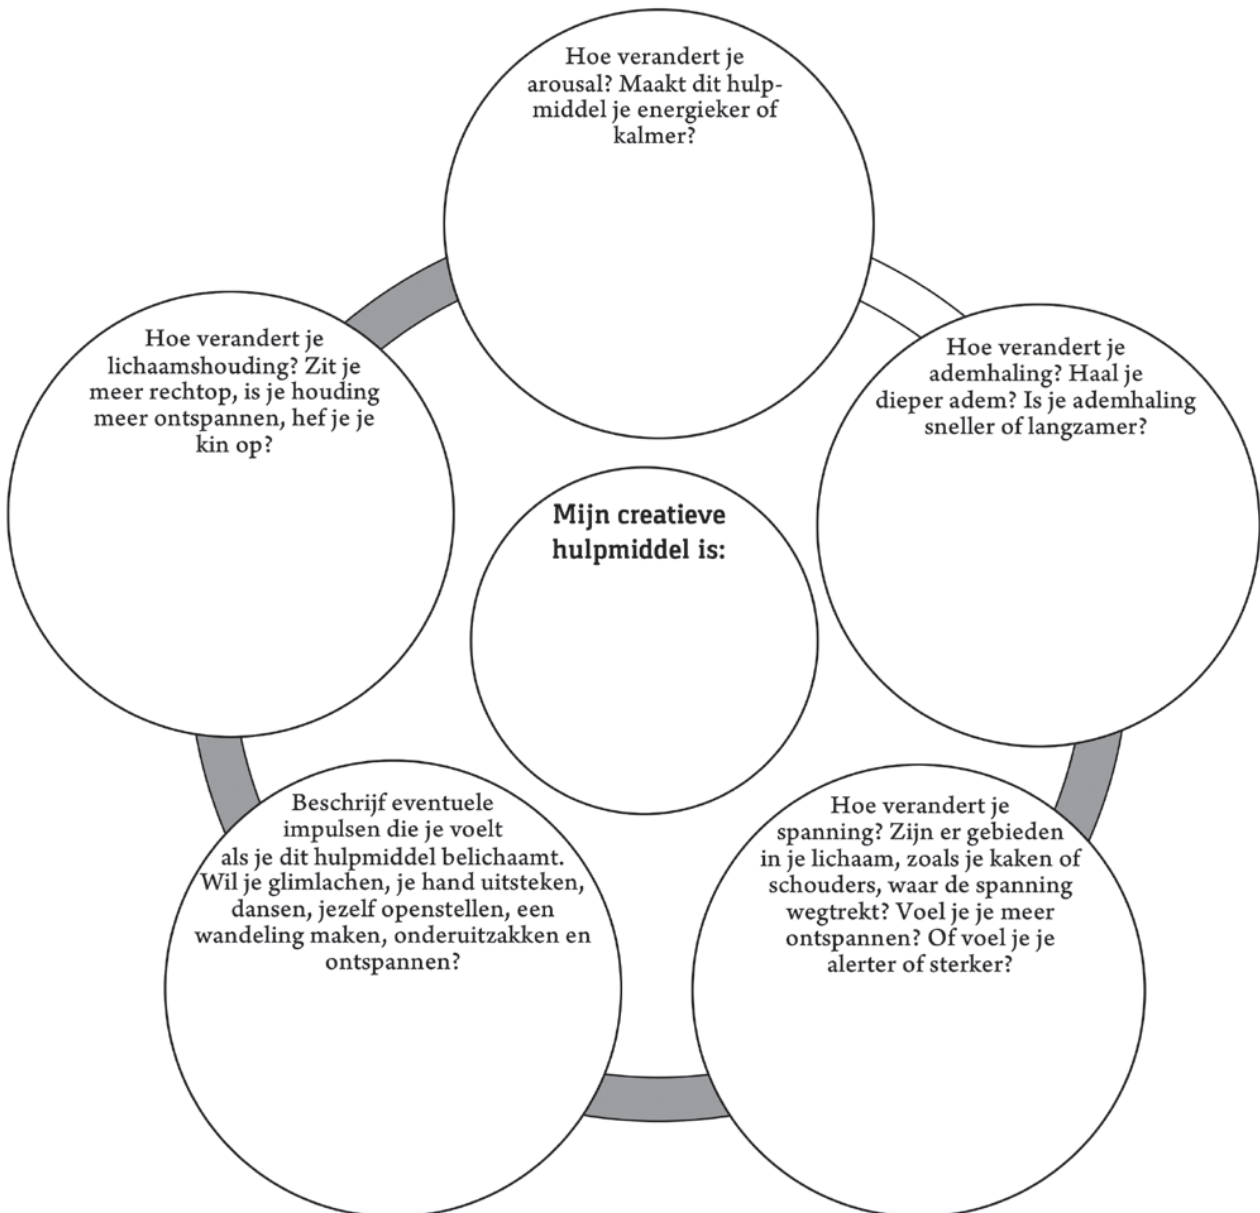 Hoe verandert je
arousal? Maakt dit hulp-
middel je energieker of
kalmer?
Hoe verandert je
lichaamshouding? Zit je
meer rechtop, is je houding
meer ontspannen, hef je je
kin op?
Hoe verandert je
ademhaling? Haal je
dieper adem? Is je ademhaling
sneller of langzamer?
Mijn creatieve
hulpmiddel is:
Beschrijf eventuele
impulsen die je voelt
als je dit hulpmiddel belichaamt.
Wil je glimlachen, je hand uitsteken,
dansen, jezelf openstellen, een
wandeling maken, onderuitzakken en
ontspannen?
Hoe verandert je
spanning? Zijn er gebieden
in je lichaam, zoals je kaken of
schouders, waar de spanning
wegtrekt? Voel je je meer
ontspannen? Of voel je je
alerter of sterker?